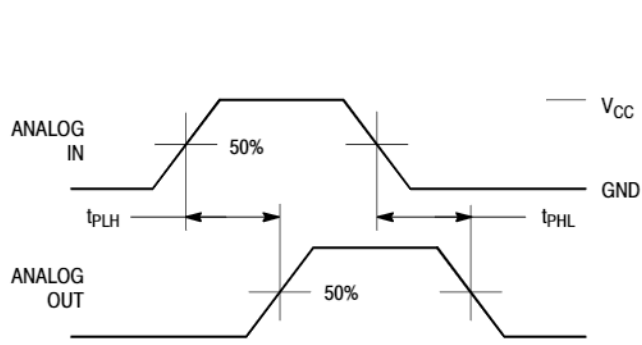 V_CC
ANALOG
IN
50%
GND
t_PLH
t_PHL
ANALOG
OUT
50%